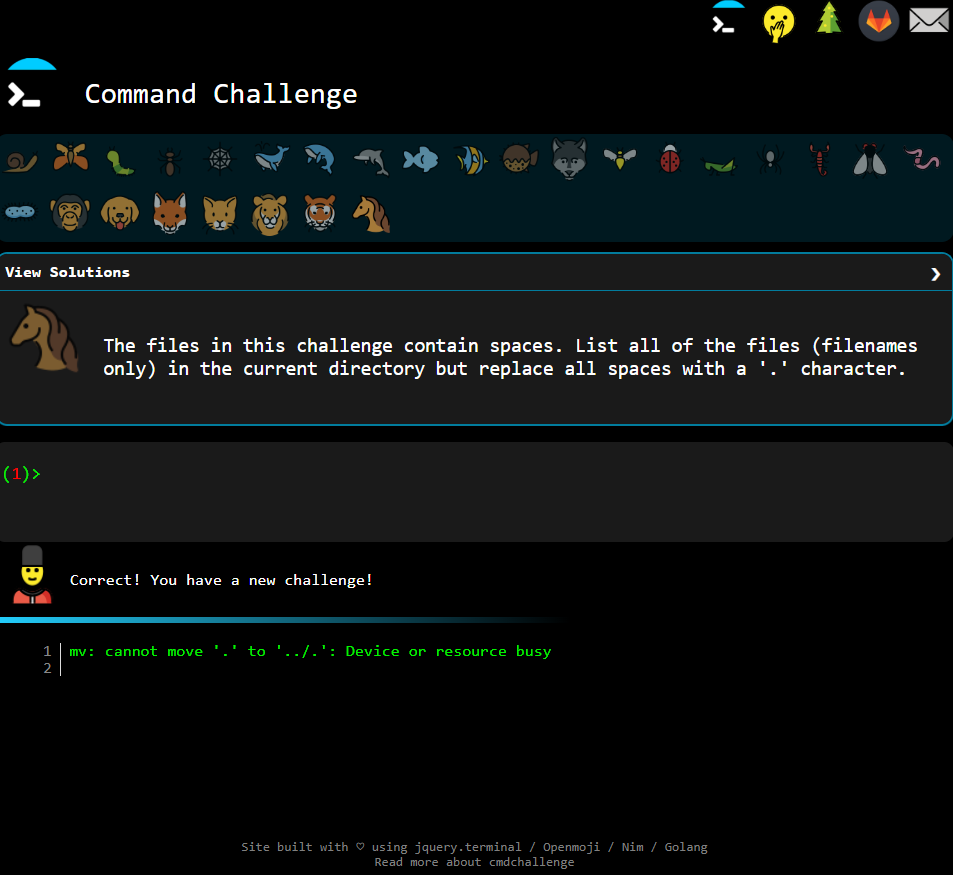 Command Challenge
View Solutions
The files in this challenge contain spaces. List all of the files (filenames
only) in the current directory but replace all spaces with a '.' character.
(1)>
Correct! You have a new challenge!
1 mv: cannot move '.' to '../.': Device or resource busy
2
Site built with ♡ using jquery.terminal / Openmoji / Nim / Golang
Read more about cmdchallenge